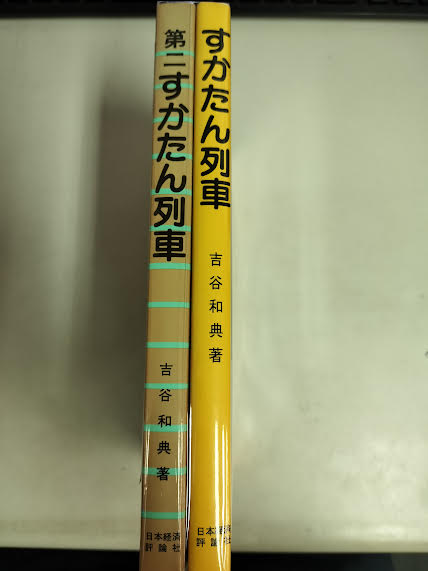 すかたん列車
吉谷和典著
日本経済
評論社
第二すかたん列車
吉谷和典著
日本経済
評論社